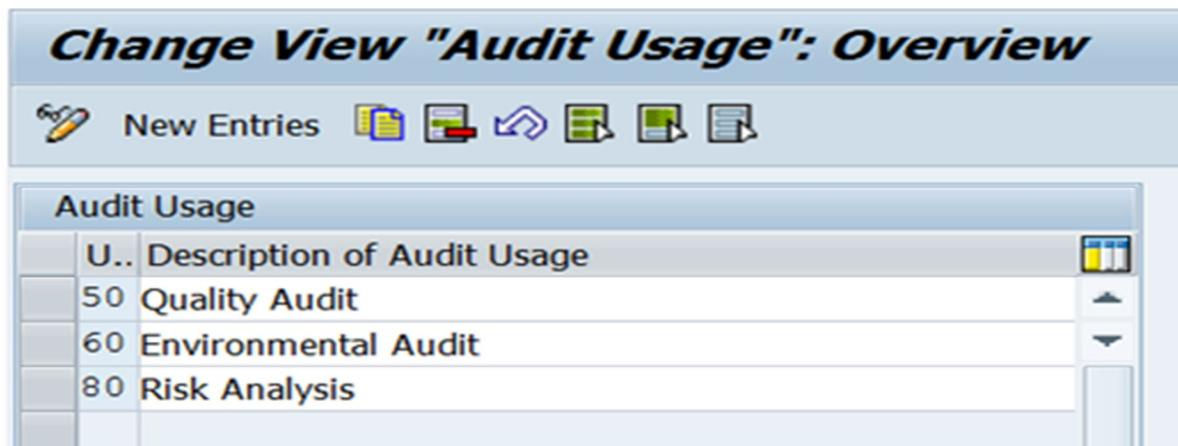 Change View "Audit Usage": Overview
New Entries
Audit Usage
U.. Description of Audit Usage
50 Quality Audit
60 Environmental Audit
80 Risk Analysis